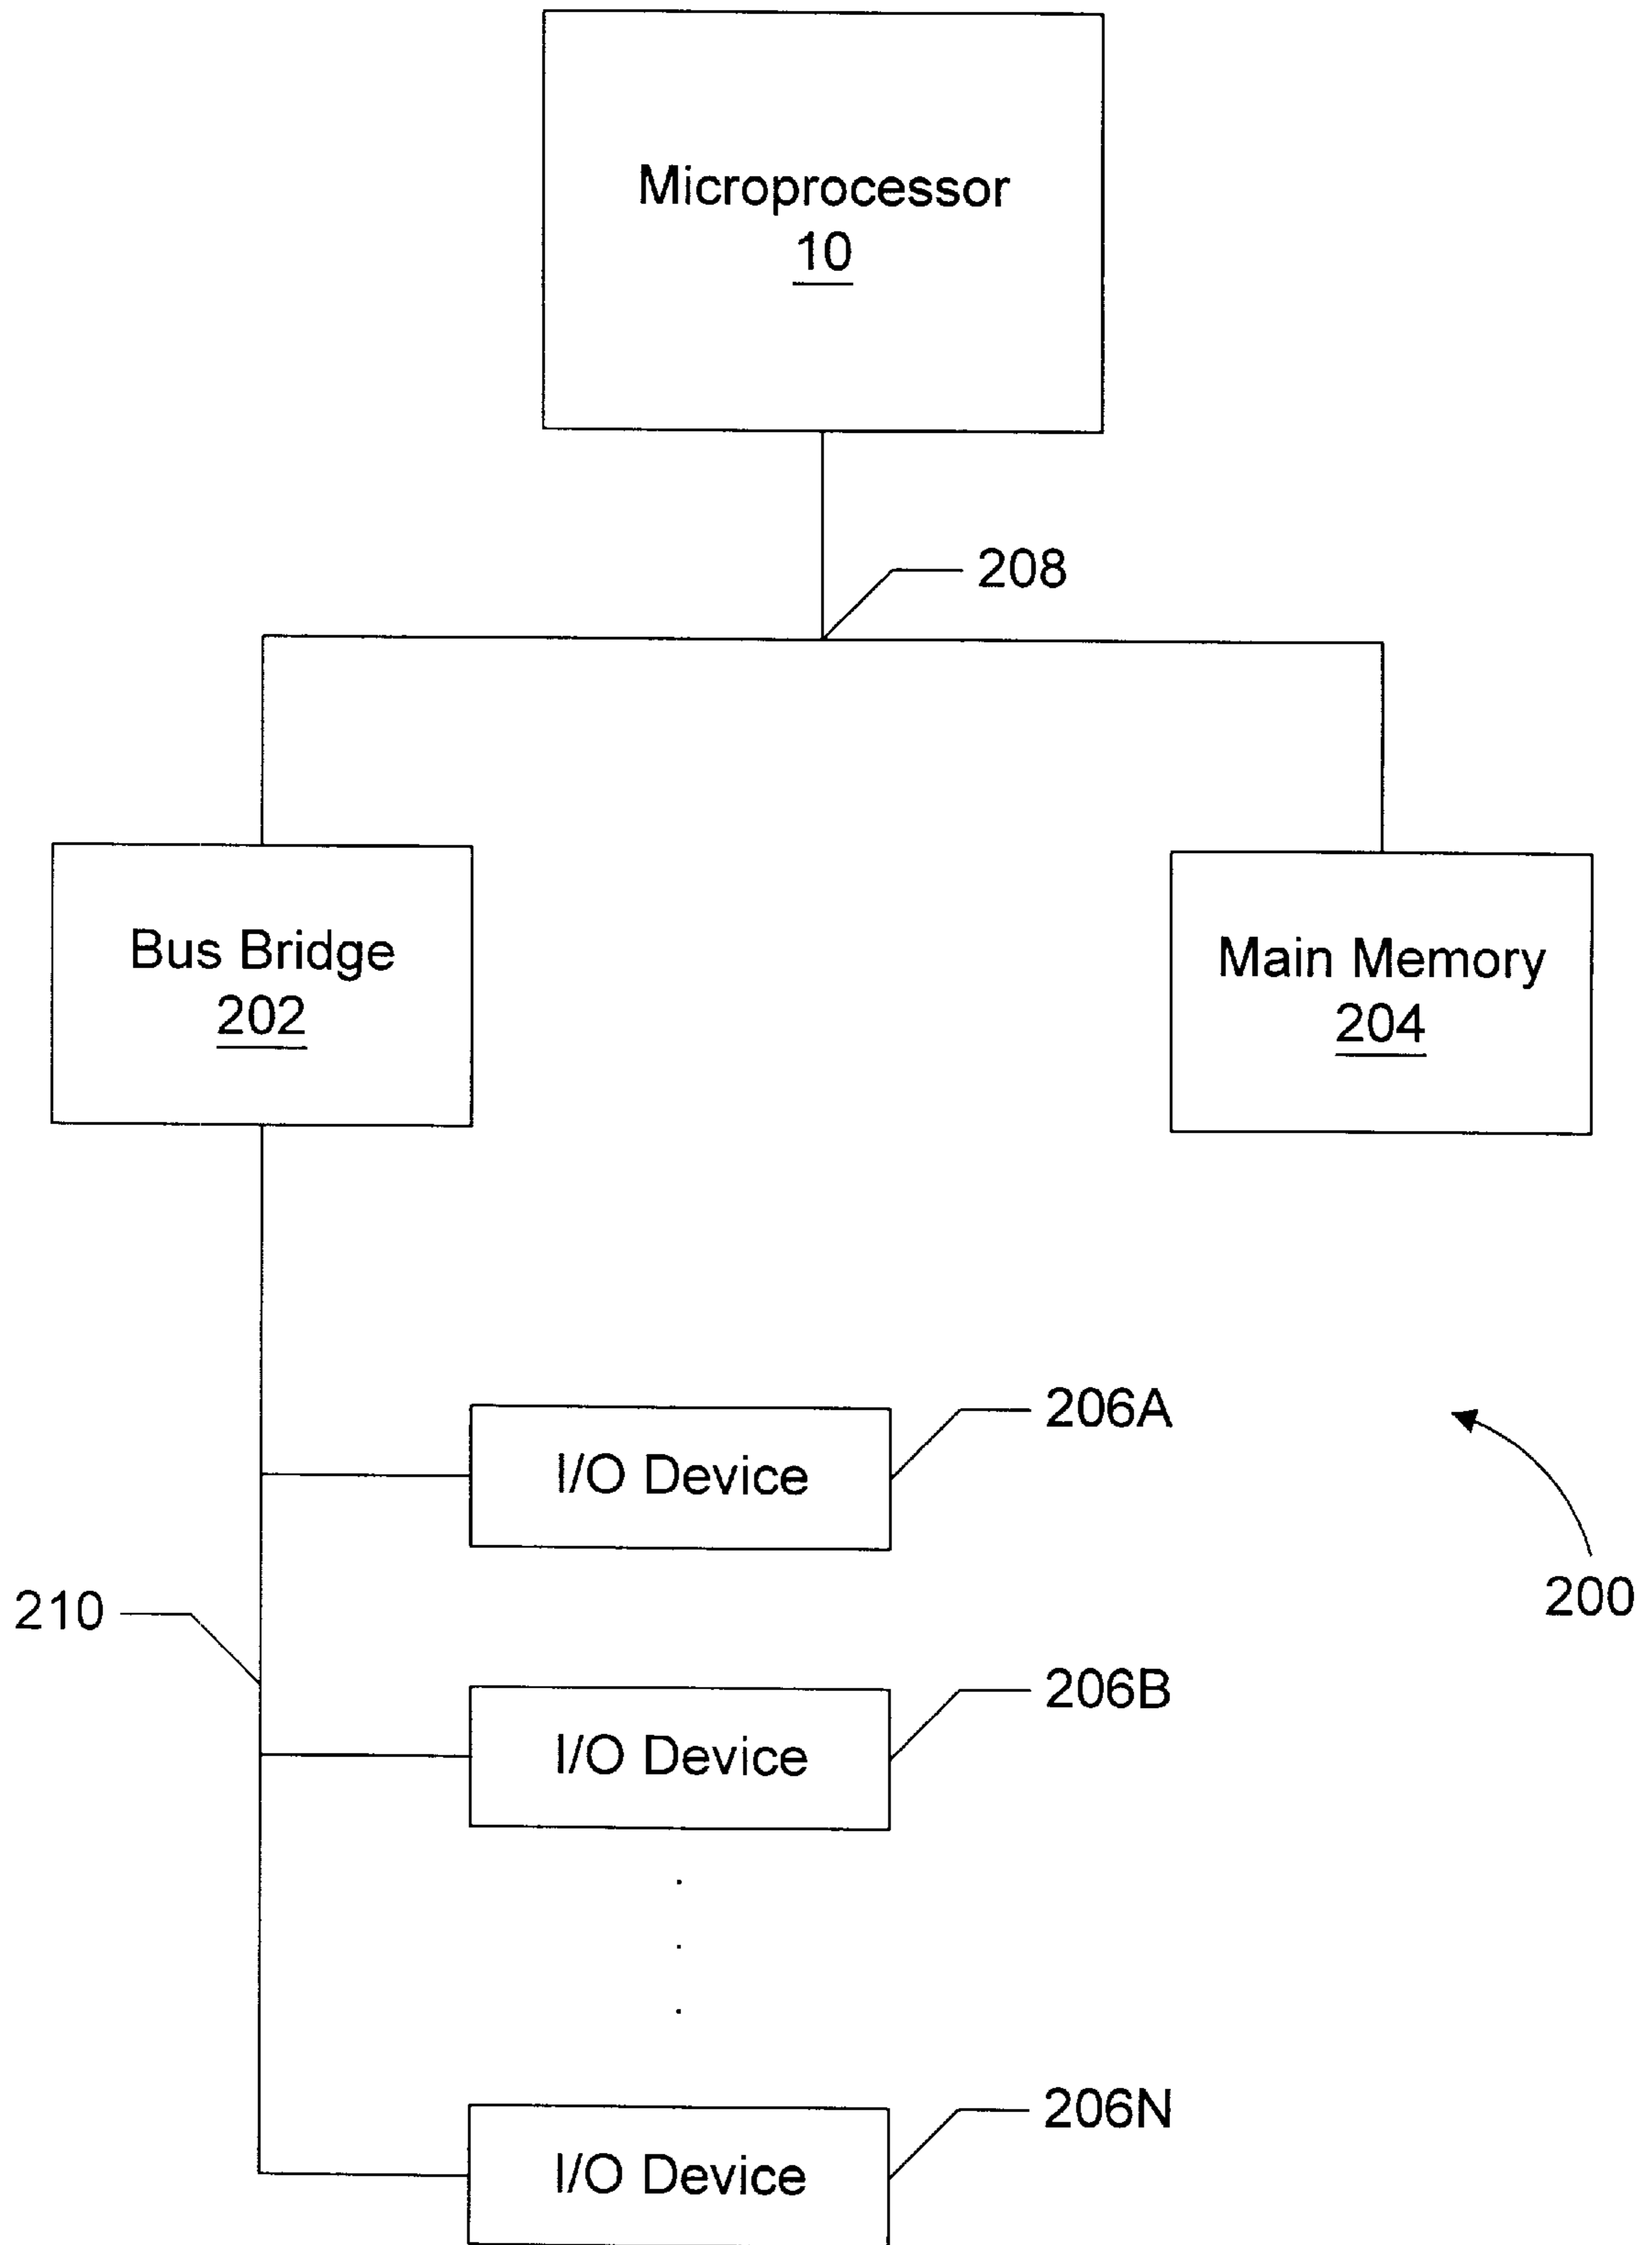 Microprocessor
10
208
Bus Bridge
202
Main Memory
204
206A
I/O Device
210
200
206B
I/O Device
206N
I/O Device